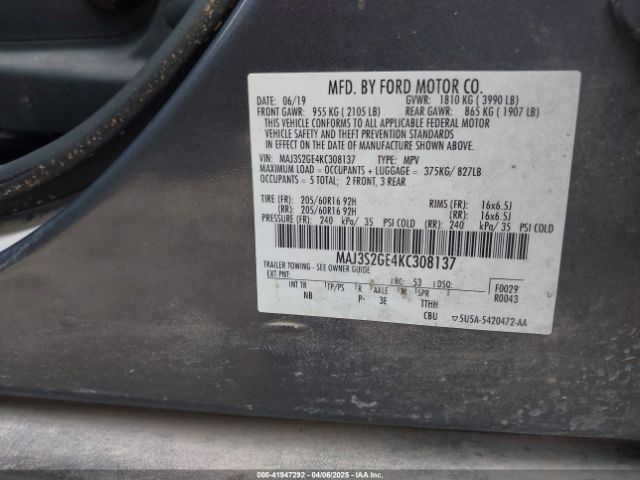 MFD. BY FORD MOTOR CO.
DATE: 06/19 GVWR: 1810 KG ( 3990 LB)
FRONT GAWR: 955 KG ( 2105 LB) REAR GAWR: 865 KG ( 1907 LB)
THIS VEHICLE CONFORMS TO ALL APPLICABLE FEDERAL MOTOR
VEHICLE SAFETY AND THEFT PREVENTION STANDARDS
IN EFFECT ON THE DATE OF MANUFACTURE SHOWN ABOVE.
VIN: MAJ3S2GE4KC308137 TYPE: MPV
MAXIMUM LOAD = OCCUPANTS + LUGGAGE = 375KG/ 827LB
OCCUPANTS = 5 TOTAL; 2 FRONT, 3 REAR
TIRE (FR): 205/60R16 92H RIMS (FR): 16x6.5J
(RR): 205/60R16 92H (RR): 16x6.5J
PRESSURE (FR): 240 kPa/ 35 PSI COLD (RR): 240 kPa/ 35 PSI COLD
MAJ3S2GE4KC308137
TRAILER TOWING - SEE OWNER GUIDE
EXT PNT: RC: 53 DSO: F0029
INT TR TP/PS R AXLE TR SPR R0043
NB P- 3E TTHH
CBU ▽5U5A-5420472-AA
000-41947292 - 04/06/2025 - IAAI.com